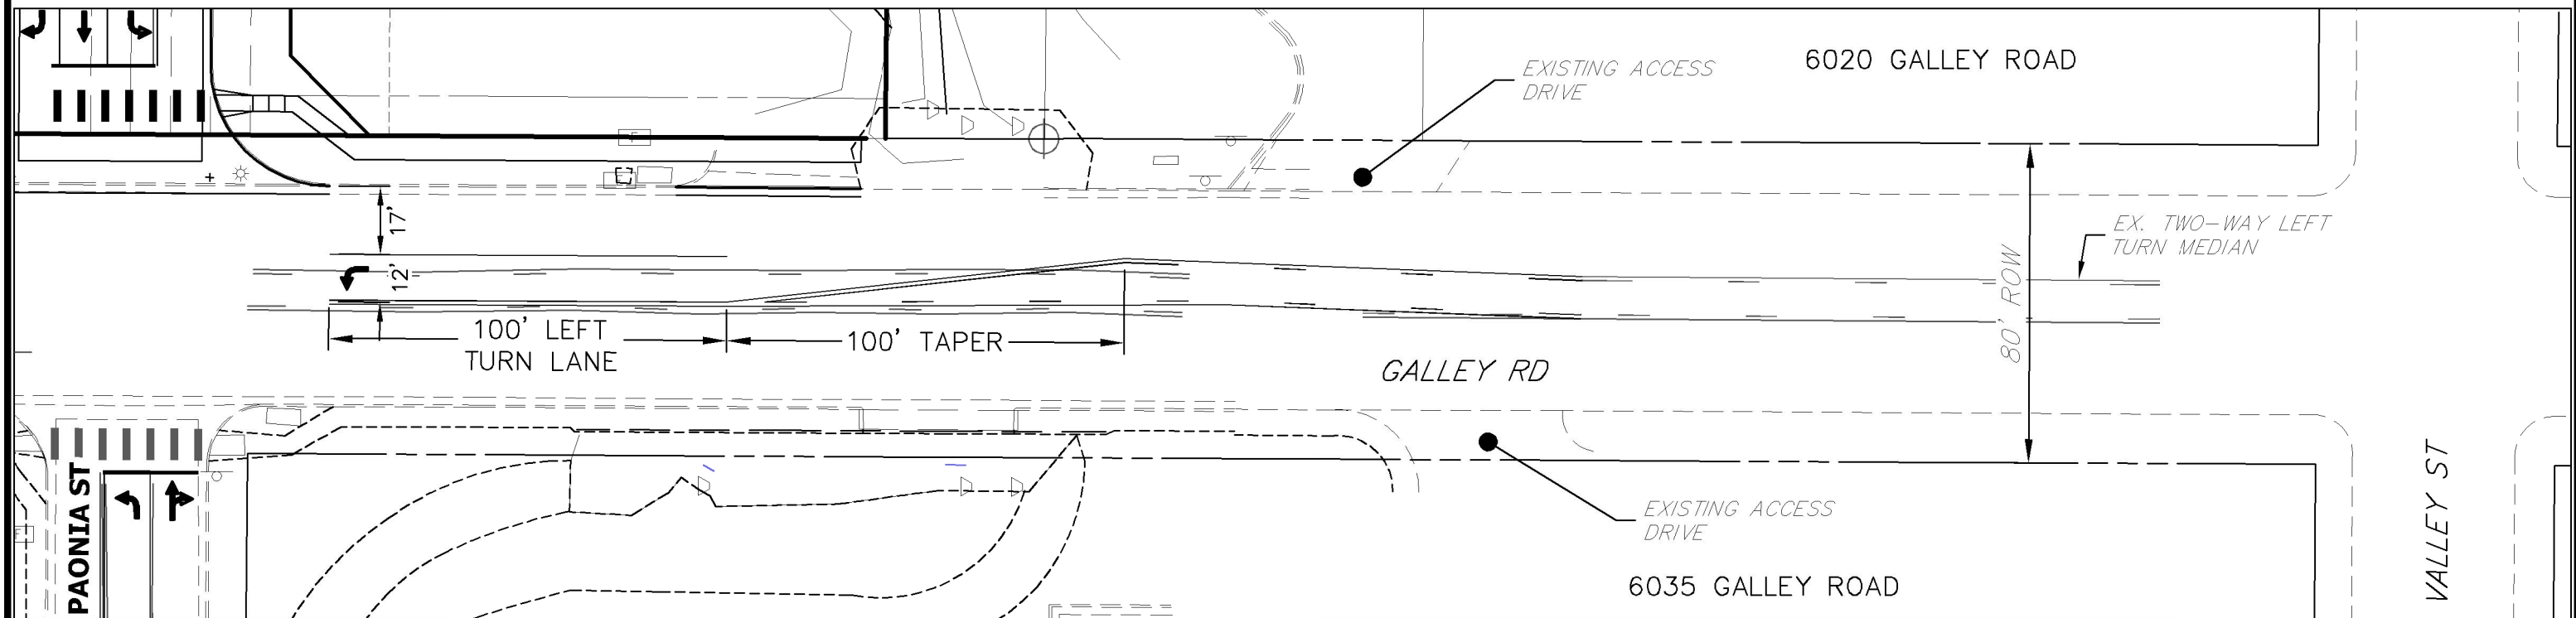 6020 GALLEY ROAD
EXISTING ACCESS
DRIVE
17'
12'
EX. TWO-WAY LEFT
TURN MEDIAN
80' ROW
100' LEFT
TURN LANE
100' TAPER
GALLEY RD
PAONIA ST
EXISTING ACCESS
DRIVE
6035 GALLEY ROAD
VALLEY ST